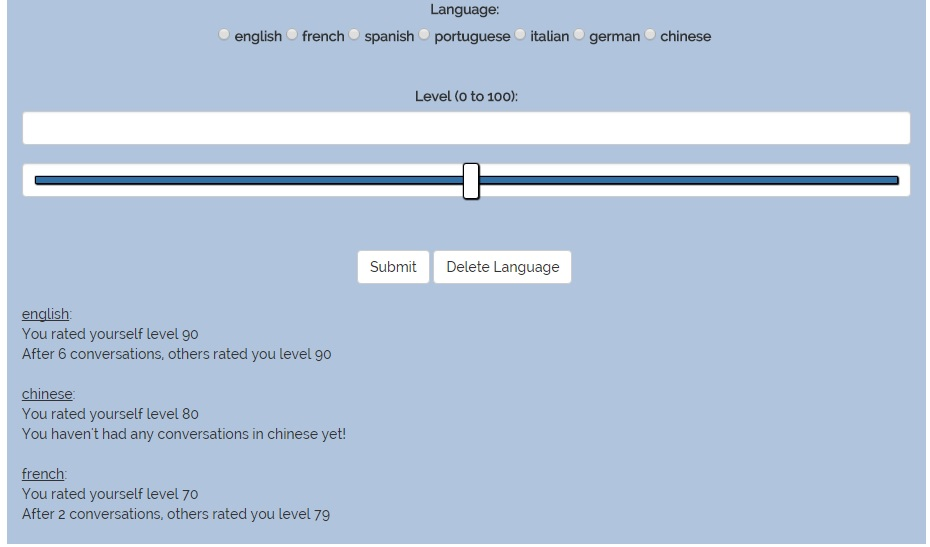 Language:
english french spanish portuguese italian german chinese
Level (0 to 100):
Submit Delete Language
english:
You rated yourself level 90
After 6 conversations, others rated you level 90
chinese:
You rated yourself level 80
You haven't had any conversations in chinese yet!
french:
You rated yourself level 70
After 2 conversations, others rated you level 79